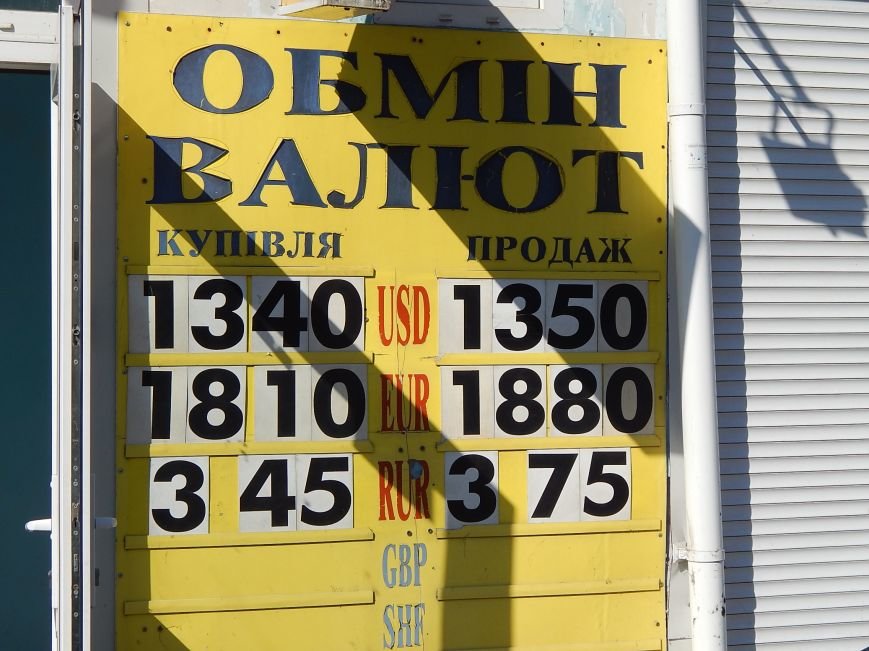 ОБМІН
ВАЛЮТ
КУПІВЛЯ ПРОДАЖ
1340 USD 1350
1810 EUR 1880
3 45 RUR 3 75
GBP
SHF